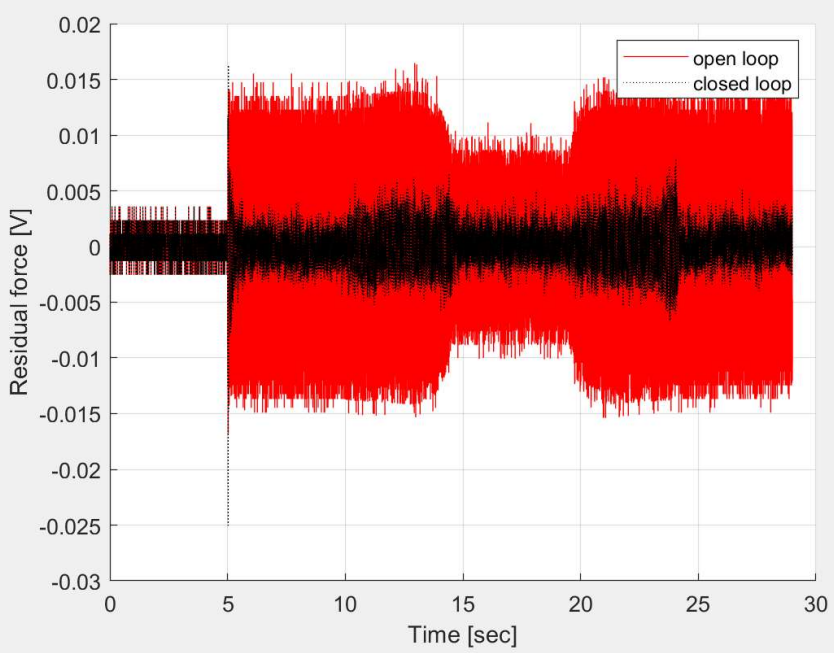 0.02
0.015
0.01
0.005
0
-0.005
-0.01
-0.015
-0.02
-0.025
-0.03
Residual force [V]
open loop
closed loop
0 5 10 15 20 25 30
Time [sec]